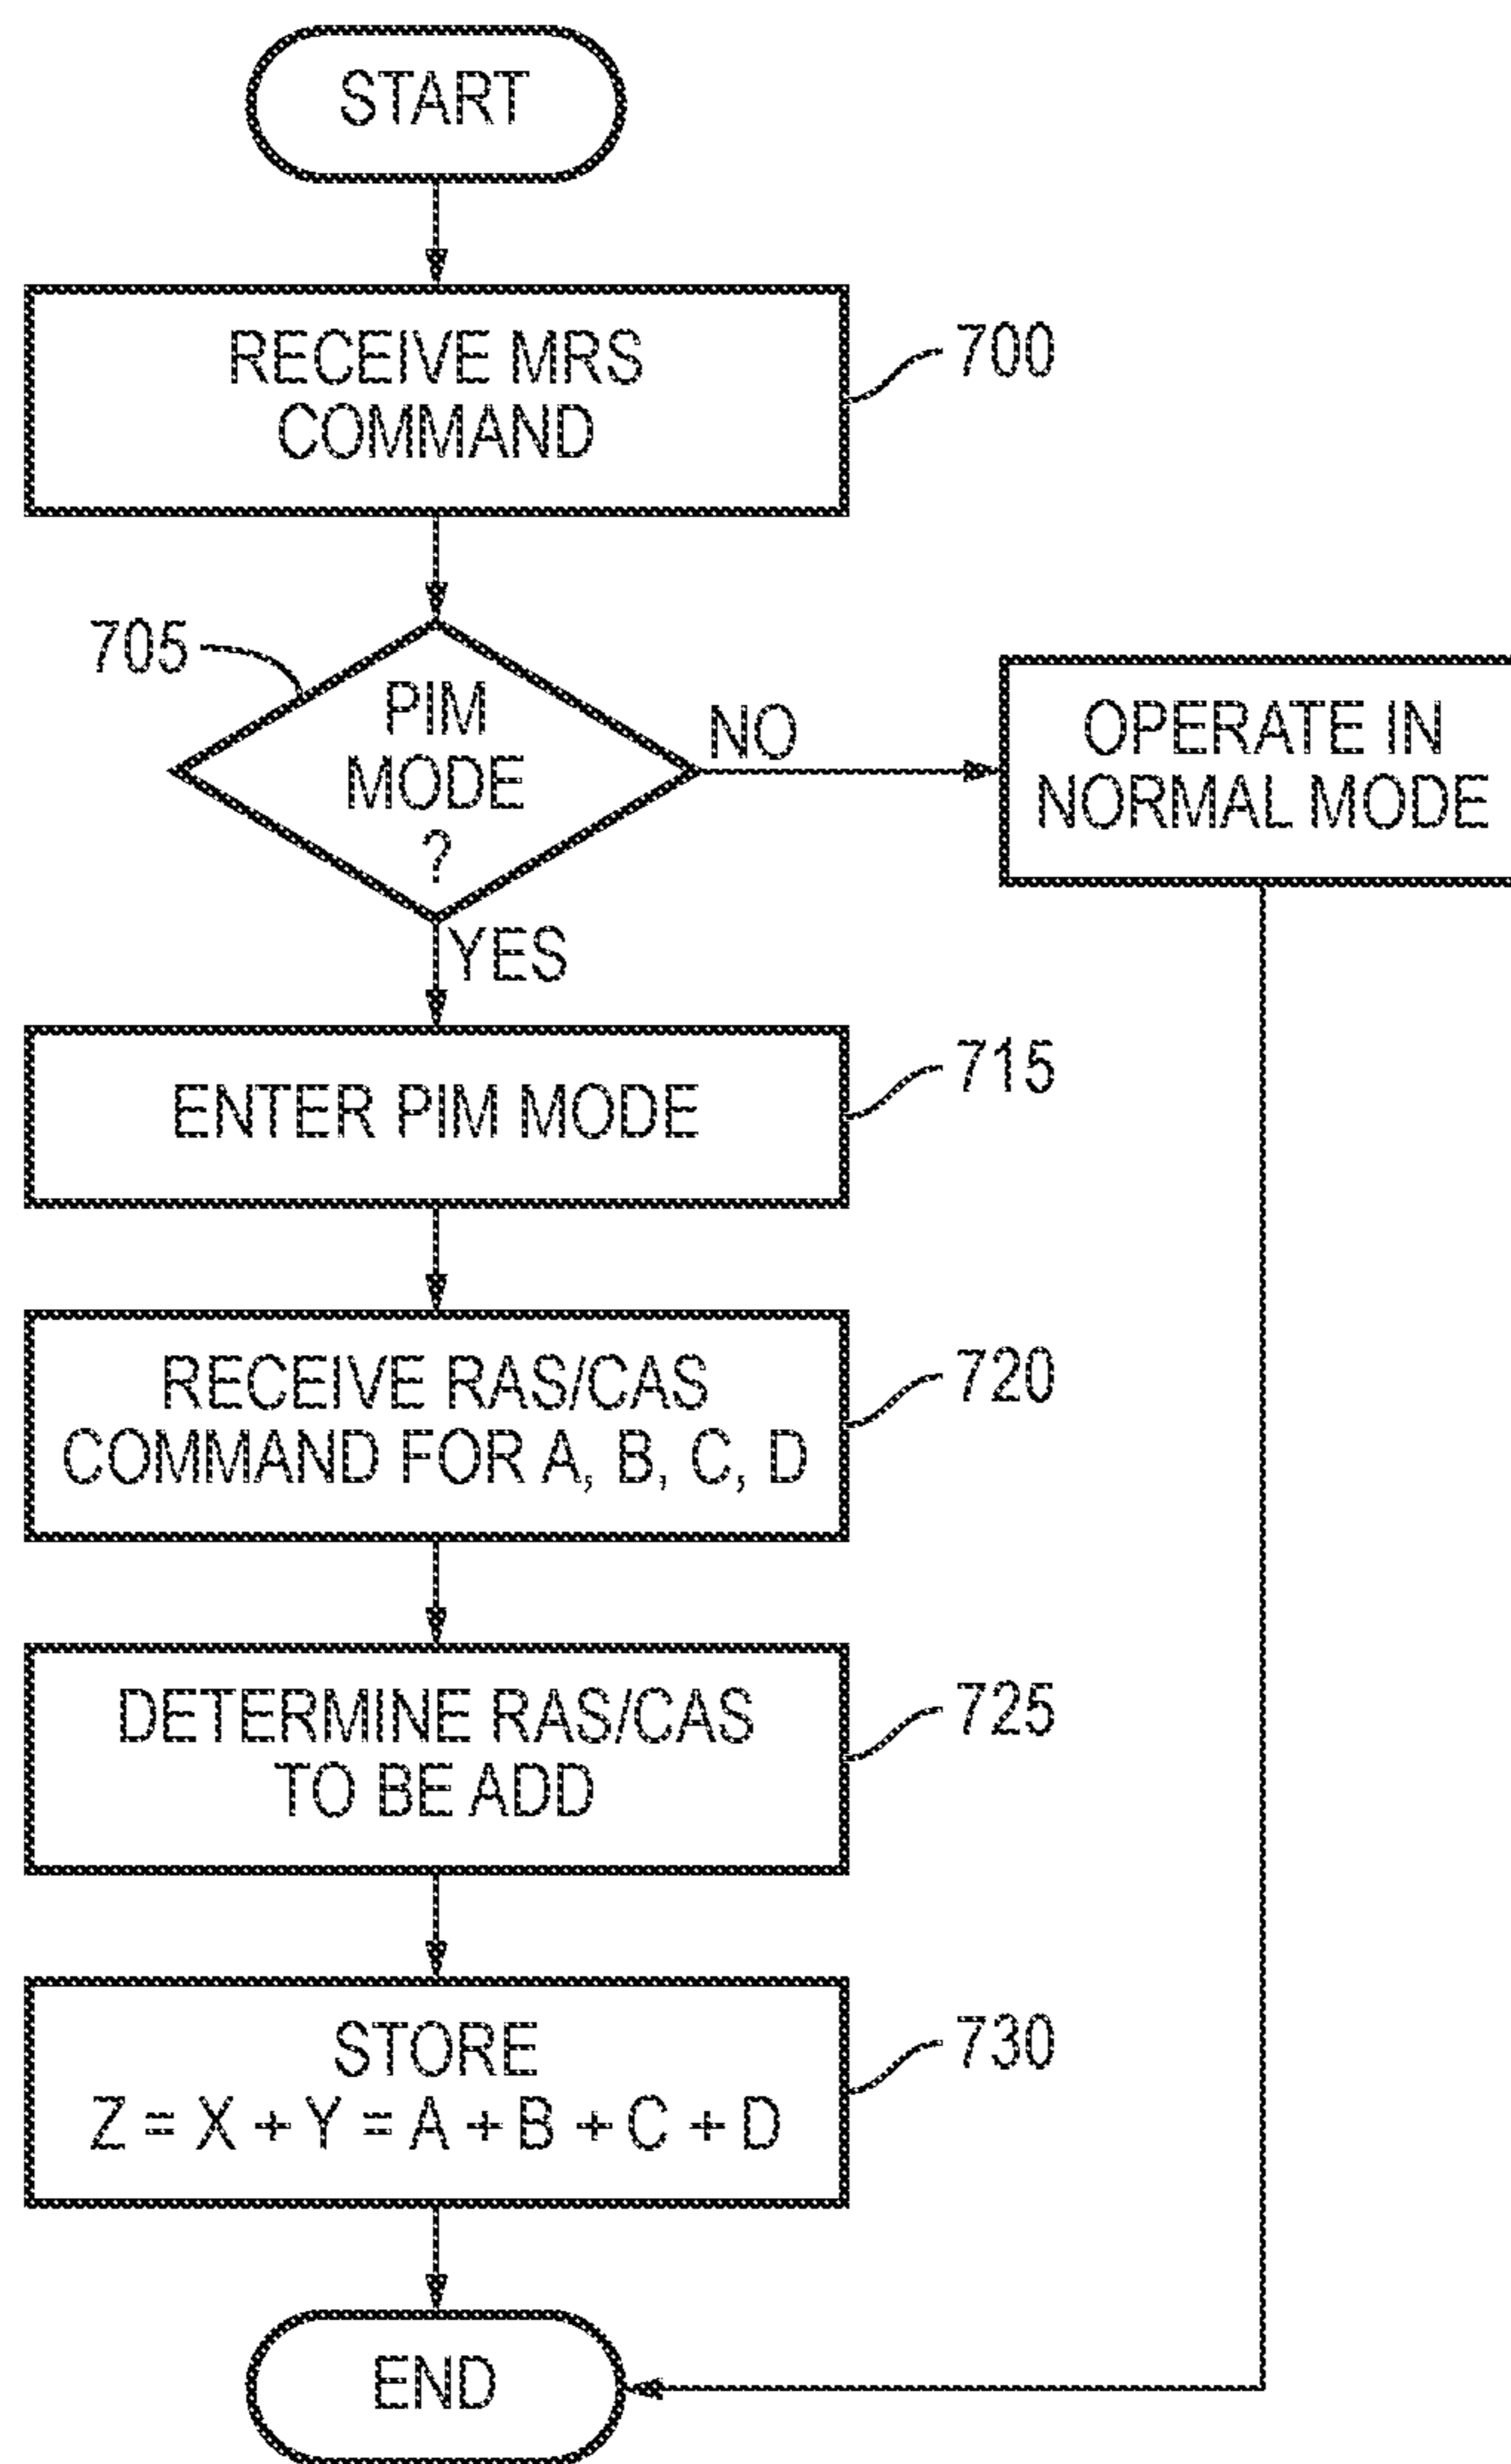 START
RECEIVE MRS
COMMAND
700
705
PIM
MODE
?
NO
OPERATE IN
NORMAL MODE
YES
ENTER PIM MODE
715
RECEIVE RAS/CAS
COMMAND FOR A, B, C, D
720
DETERMINE RAS/CAS
TO BE ADD
725
STORE
Z = X + Y = A + B + C + D
730
END